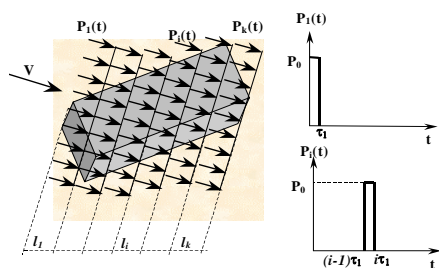 P₁(t)
Pᵢ(t)
Pₖ(t)
V
l₁
lᵢ
lₖ
P₁(t)
P₀
τ₁
t
Pᵢ(t)
P₀
(i-1)τ₁
iτ₁
t